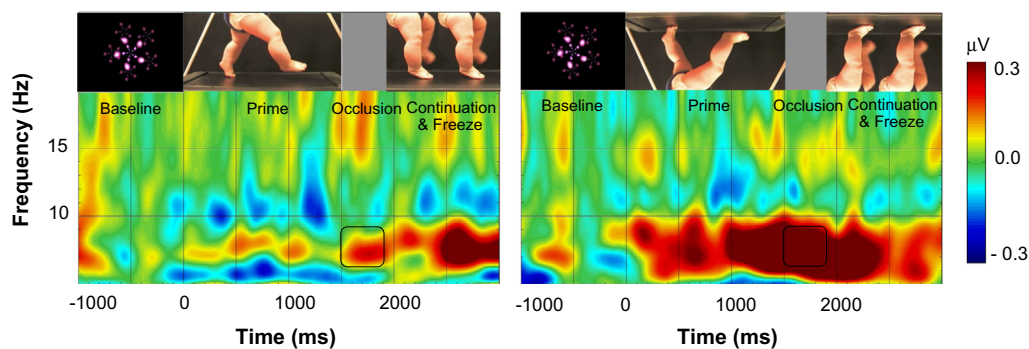 μV
0.3
0.0
- 0.3
Frequency (Hz)
15
10
Baseline
Prime
Occlusion
Continuation
& Freeze
-1000
0
1000
2000
Time (ms)
Baseline
Prime
Occlusion
Continuation
& Freeze
-1000
0
1000
2000
Time (ms)